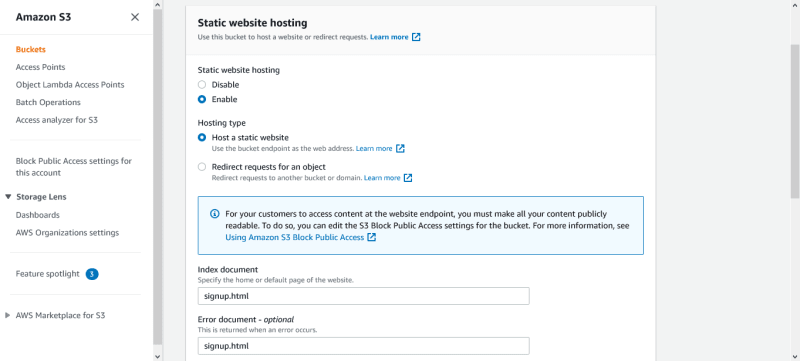 Amazon S3
Buckets
Access Points
Object Lambda Access Points
Batch Operations
Access analyzer for S3
Block Public Access settings for
this account
Storage Lens
Dashboards
AWS Organizations settings
Feature spotlight 3
AWS Marketplace for S3
Static website hosting
Use this bucket to host a website or redirect requests. Learn more
Static website hosting
Disable
Enable
Hosting type
Host a static website
Use the bucket endpoint as the web address. Learn more
Redirect requests for an object
Redirect requests to another bucket or domain. Learn more
For your customers to access content at the website endpoint, you must make all your content publicly
readable. To do so, you can edit the S3 Block Public Access settings for the bucket. For more information, see
Using Amazon S3 Block Public Access
Index document
Specify the home or default page of the website.
signup.html
Error document - optional
This is returned when an error occurs.
signup.html